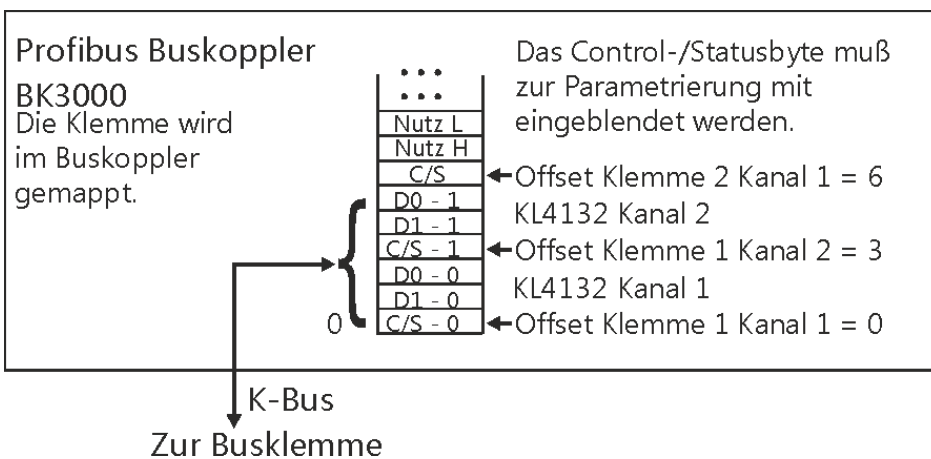 Profibus Buskoppler
BK3000
Die Klemme wird
im Buskoppler
gemappt.
Das Control-/Statusbyte muß
zur Parametrierung mit
eingeblendet werden.
Nutz L
Nutz H
C/S
Offset Klemme 2 Kanal 1 = 6
D0 - 1
KL4132 Kanal 2
D1 - 1
C/S - 1
Offset Klemme 1 Kanal 2 = 3
D0 - 0
KL4132 Kanal 1
D1 - 0
0
C/S - 0
Offset Klemme 1 Kanal 1 = 0
K-Bus
Zur Busklemme